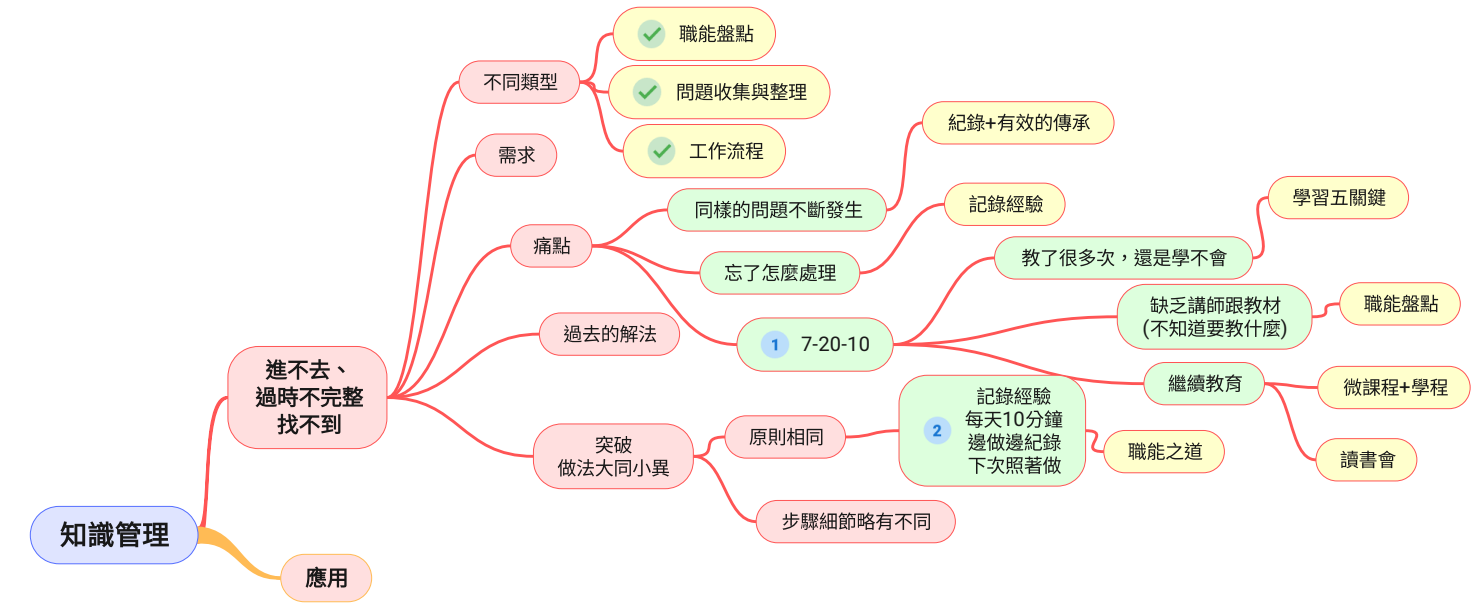 知識管理
進不去、
過時不完整
找不到
不同類型
職能盤點
問題收集與整理
工作流程
需求
痛點
同樣的問題不斷發生
紀錄+有效的傳承
忘了怎麼處理
記錄經驗
1 7-20-10
教了很多次，還是學不會
學習五關鍵
缺乏講師跟教材
(不知道要教什麼)
職能盤點
繼續教育
微課程+學程
讀書會
過去的解法
突破
做法大同小異
原則相同
2
記錄經驗
每天10分鐘
邊做邊紀錄
下次照著做
職能之道
步驟細節略有不同
應用